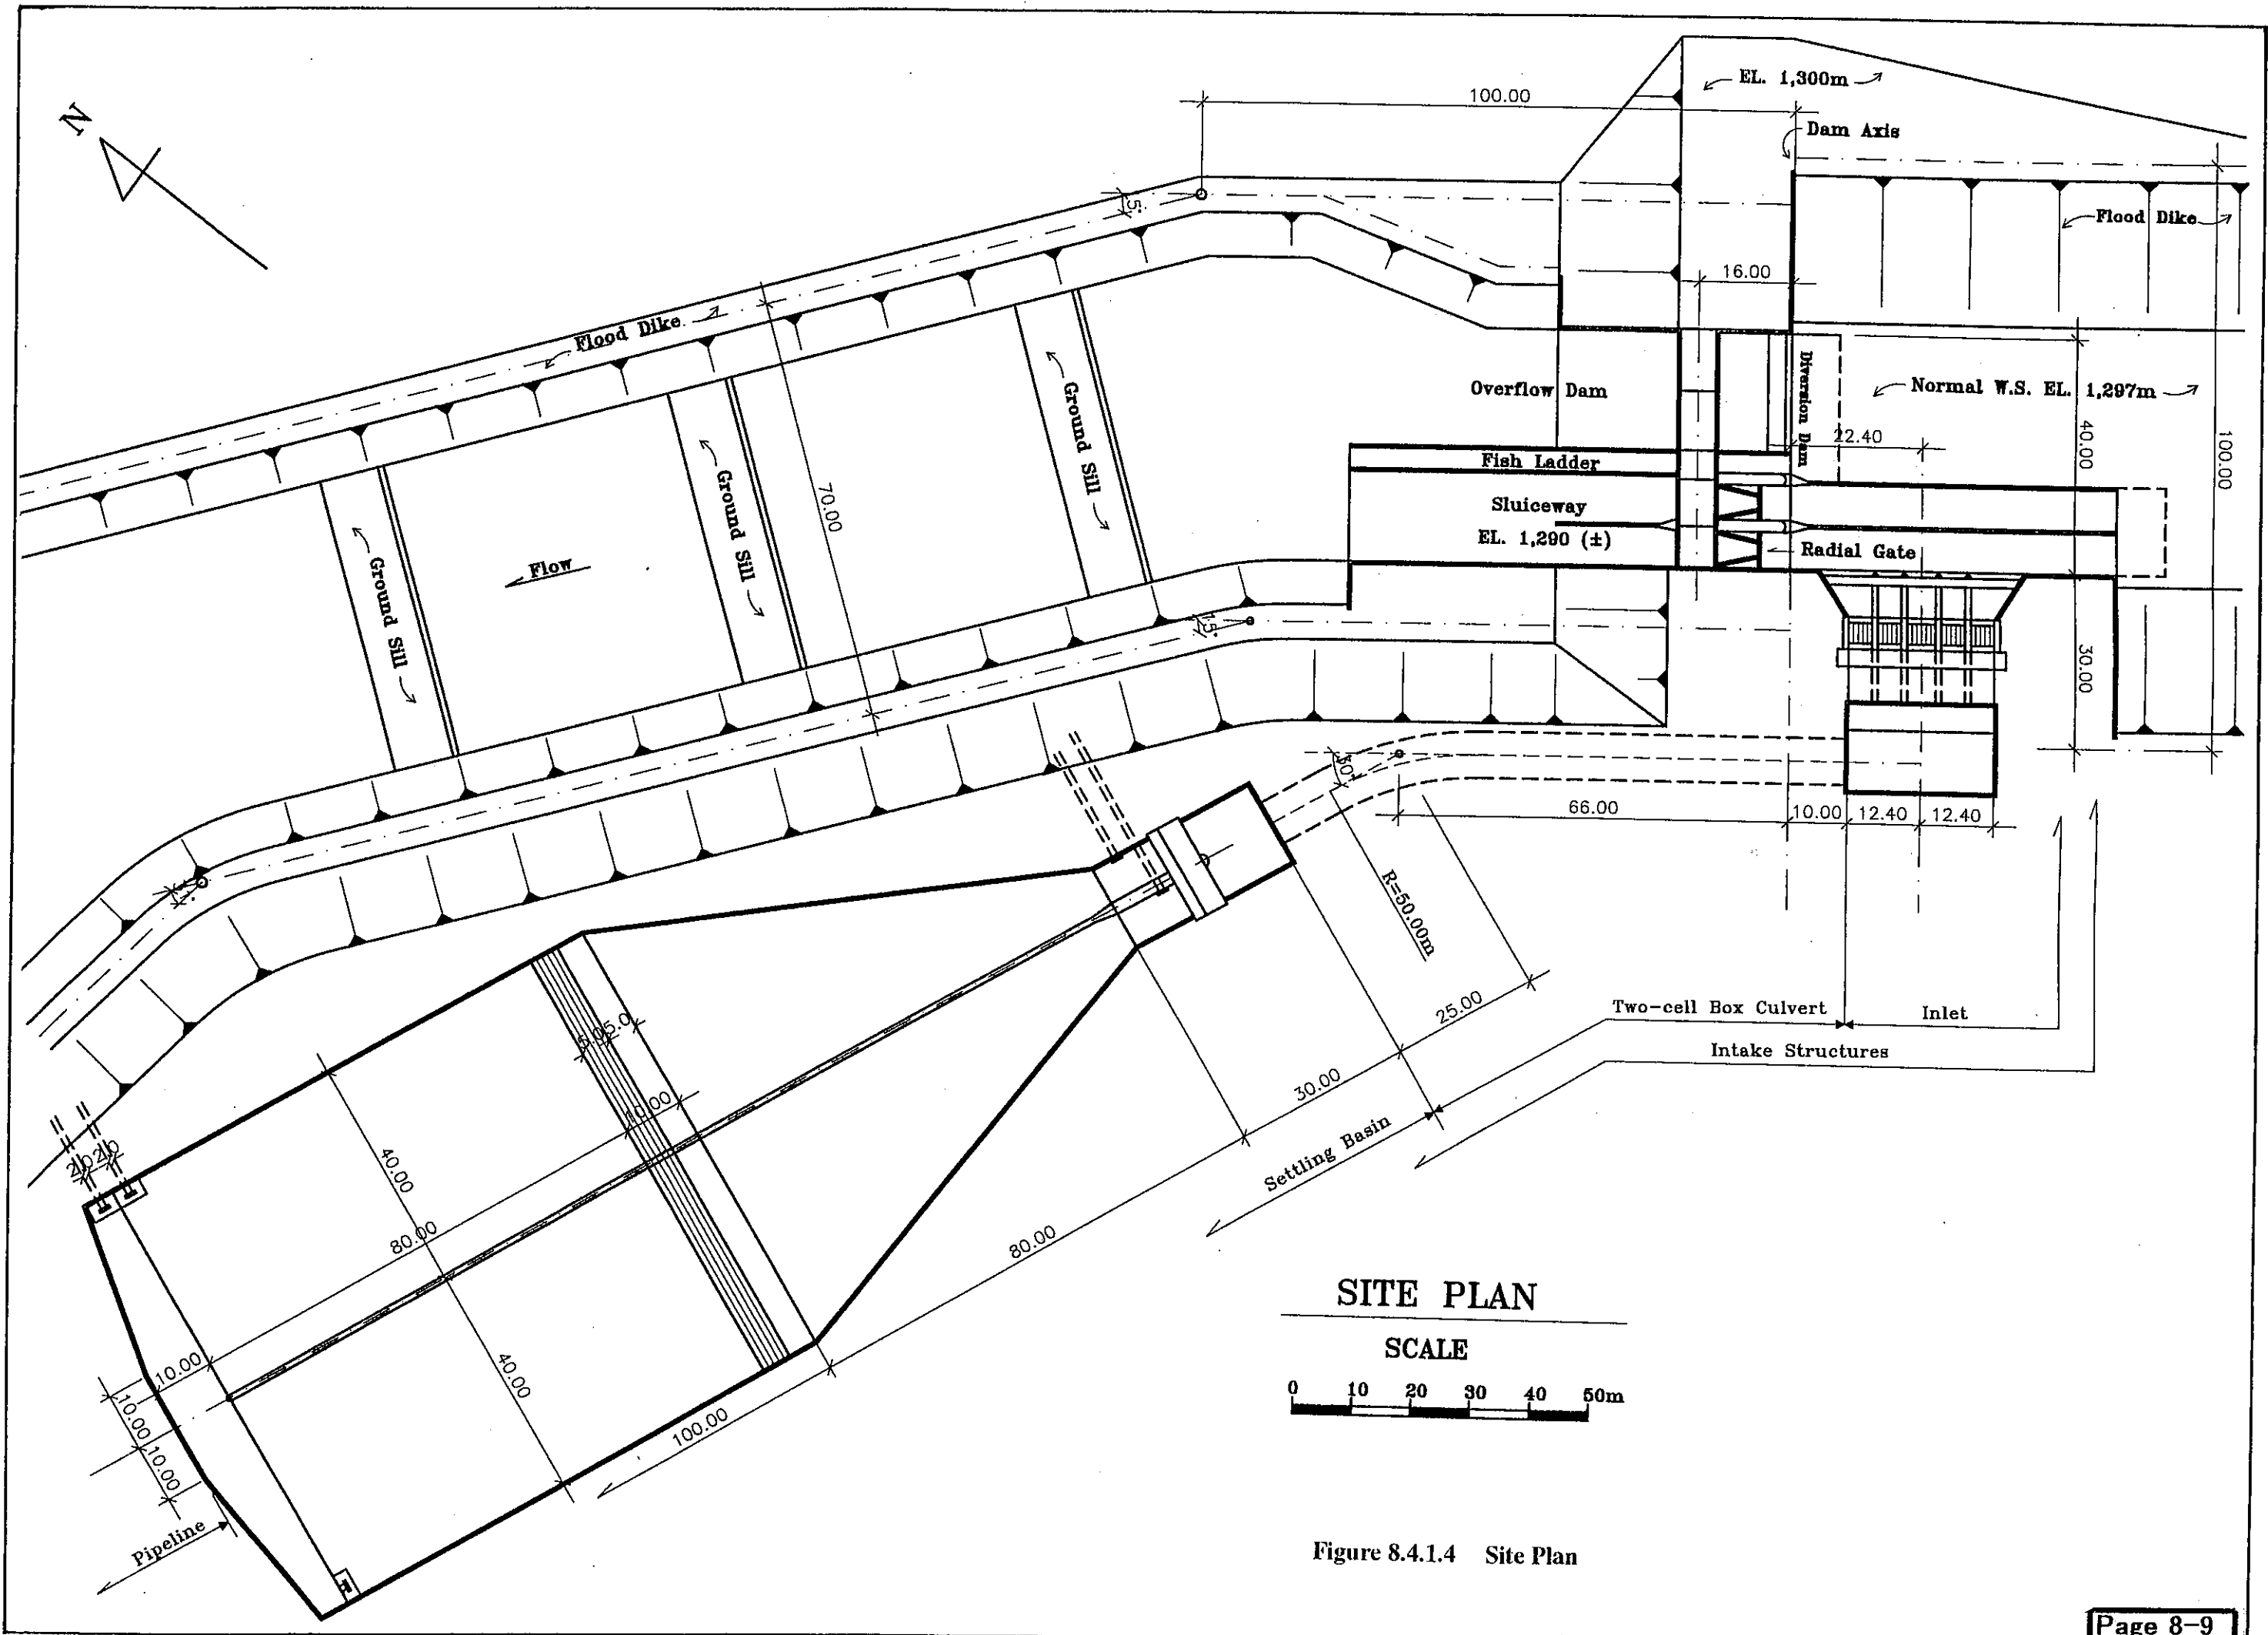 N
EL. 1,300m
100.00
Dam Axis
Flood Dike
16.00
Flood Dike
Overflow Dam
Diversion Dam
Normal W.S. EL. 1,297m
22.40
40.00
100.00
Ground Sill
Ground Sill
Ground Sill
70.00
Flow
Fish Ladder
Sluiceway
EL. 1,290 (±)
Radial Gate
30.00
66.00
10.00
12.40
12.40
R=50.00m
25.00
30.00
Two-cell Box Culvert
Inlet
Intake Structures
Settling Basin
80.00
10.00
40.00
80.00
40.00
100.00
10.00
10.00
10.00
Pipeline
SITE PLAN
SCALE
0 10 20 30 40 50m
Figure 8.4.1.4 Site Plan
Page 8-9